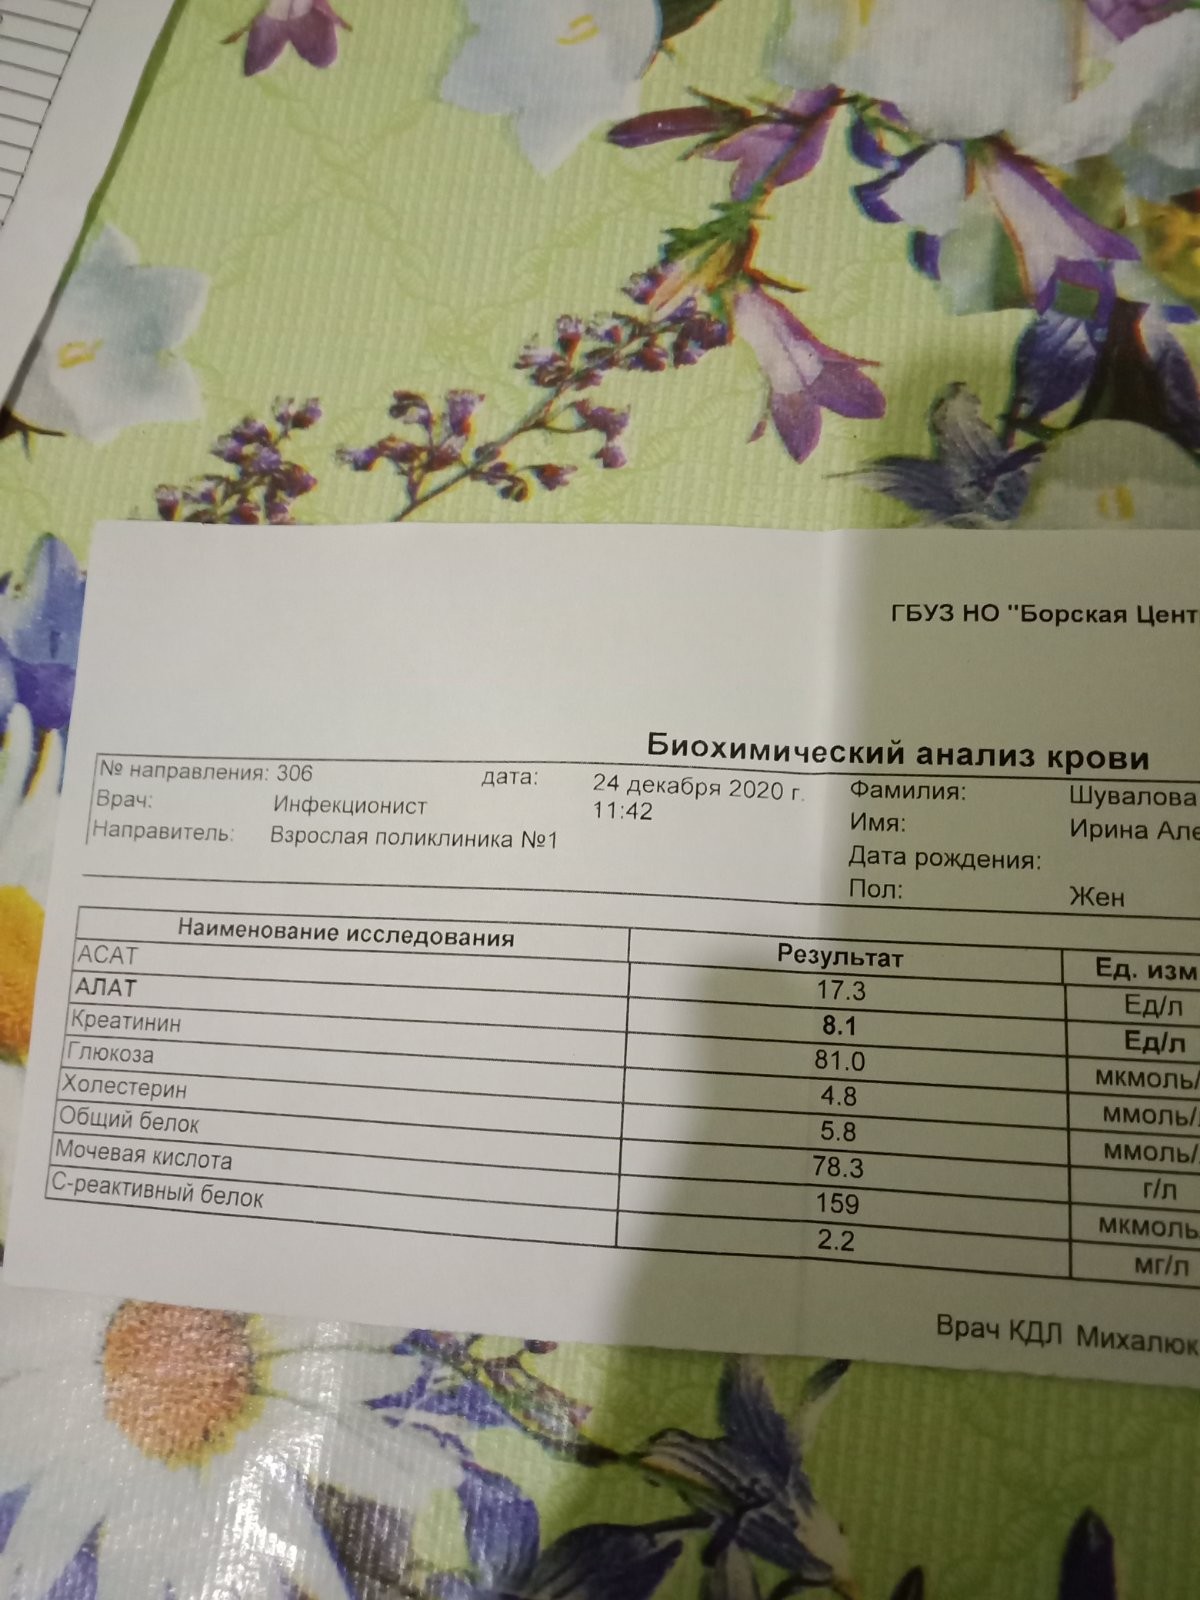 ГБУЗ НО "Борская Цент
Биохимический анализ крови
№ направления: 306 дата: 24 декабря 2020 г. Фамилия: Шувалова
Врач: Инфекционист 11:42 Имя: Ирина Але
Направитель: Взрослая поликлиника №1 Дата рождения:
Пол: Жен
Наименование исследования Результат Ед. изм
АСАТ 17.3 Ед/л
АЛАТ 8.1 Ед/л
Креатинин 81.0 мкмоль/
Глюкоза 4.8 ммоль/
Холестерин 5.8 ммоль/
Общий белок 78.3 г/л
Мочевая кислота 159 мкмоль
С-реактивный белок 2.2 мг/л
Врач КДЛ Михалюк